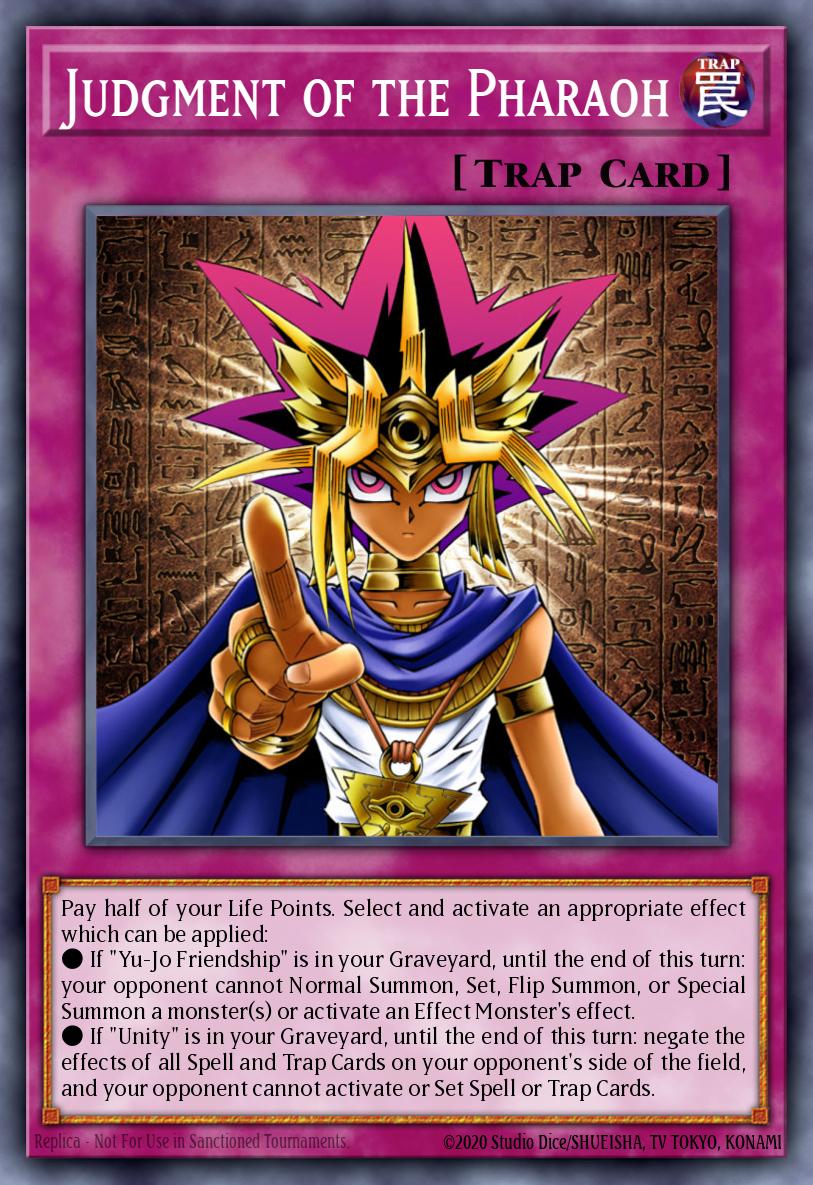 JUDGMENT OF THE PHARAOH
TRAP
罠
[TRAP CARD]
Pay half of your Life Points. Select and activate an appropriate effect
which can be applied:
● If "Yu-Jo Friendship" is in your Graveyard, until the end of this turn:
your opponent cannot Normal Summon, Set, Flip Summon, or Special
Summon a monster(s) or activate an Effect Monster's effect.
● If "Unity" is in your Graveyard, until the end of this turn: negate the
effects of all Spell and Trap Cards on your opponent's side of the field,
and your opponent cannot activate or Set Spell or Trap Cards.
Replica - Not For Use in Sanctioned Tournaments.
©2020 Studio Dice/SHUEISHA, TV TOKYO, KONAMI